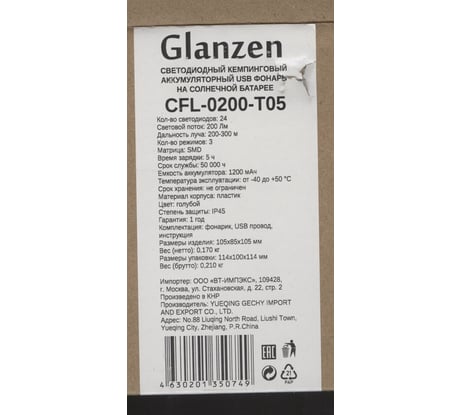 Glanzen
СВЕТОДИОДНЫЙ КЕМПИНГОВЫЙ
АККУМУЛЯТОРНЫЙ USB ФОНАРЬ
НА СОЛНЕЧНОЙ БАТАРЕЕ
CFL-0200-T05
Кол-во светодиодов: 24
Световой поток: 200 Лм
Дальность луча: 200-300 м
Кол-во режимов: 3
Матрица: SMD
Время зарядки: 5 ч
Срок службы: 50 000 ч
Емкость аккумулятора: 1200 мАч
Температура эксплуатации: от -40 до +50 °C
Срок хранения: не ограничен
Материал корпуса: пластик
Цвет: голубой
Степень защиты: IP45
Гарантия: 1 год
Комплектация: фонарик, USB провод,
инструкция
Размеры изделия: 105х85х105 мм
Вес (нетто): 0,170 кг
Размеры упаковки: 114х100х114 мм
Вес (брутто): 0,210 кг
Импортер: ООО «ВТ-ИМПЭКС», 109428,
г. Москва, ул. Стахановская, д. 22, стр. 2
Произведено в КНР
Изготовитель: YUEQING GECHY IMPORT
AND EXPORT CO., LTD.
Адрес: No.88 Liuqing North Road, Liushi Town,
Yueqing City, Zhejiang, P.R.China
EAC
21
PAP
4630201350749